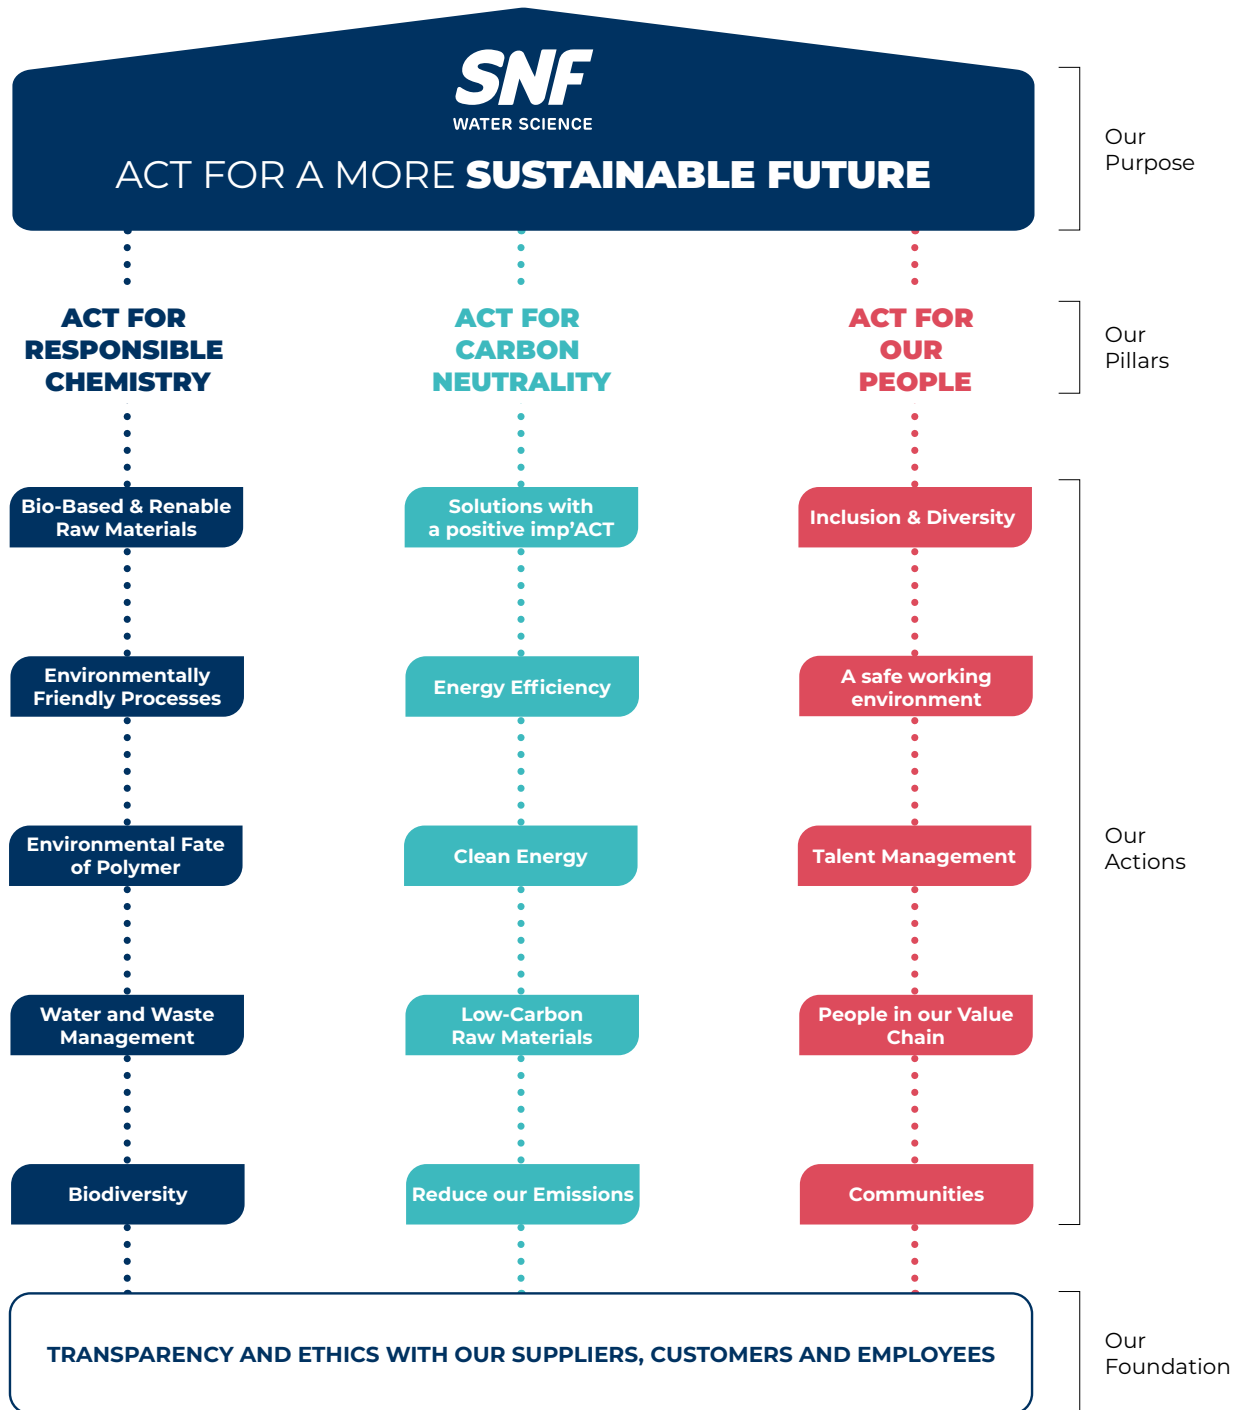 SNF
WATER SCIENCE
ACT FOR A MORE SUSTAINABLE FUTURE
Our
Purpose
ACT FOR
RESPONSIBLE
CHEMISTRY
ACT FOR
CARBON
NEUTRALITY
ACT FOR
OUR
PEOPLE
Our
Pillars
Bio-Based & Renable
Raw Materials
Environmentally
Friendly Processes
Environmental Fate
of Polymer
Water and Waste
Management
Biodiversity
Solutions with
a positive imp’ACT
Energy Efficiency
Clean Energy
Low-Carbon
Raw Materials
Reduce our Emissions
Inclusion & Diversity
A safe working
environment
Talent Management
People in our Value
Chain
Communities
Our
Actions
TRANSPARENCY AND ETHICS WITH OUR SUPPLIERS, CUSTOMERS AND EMPLOYEES
Our
Foundation